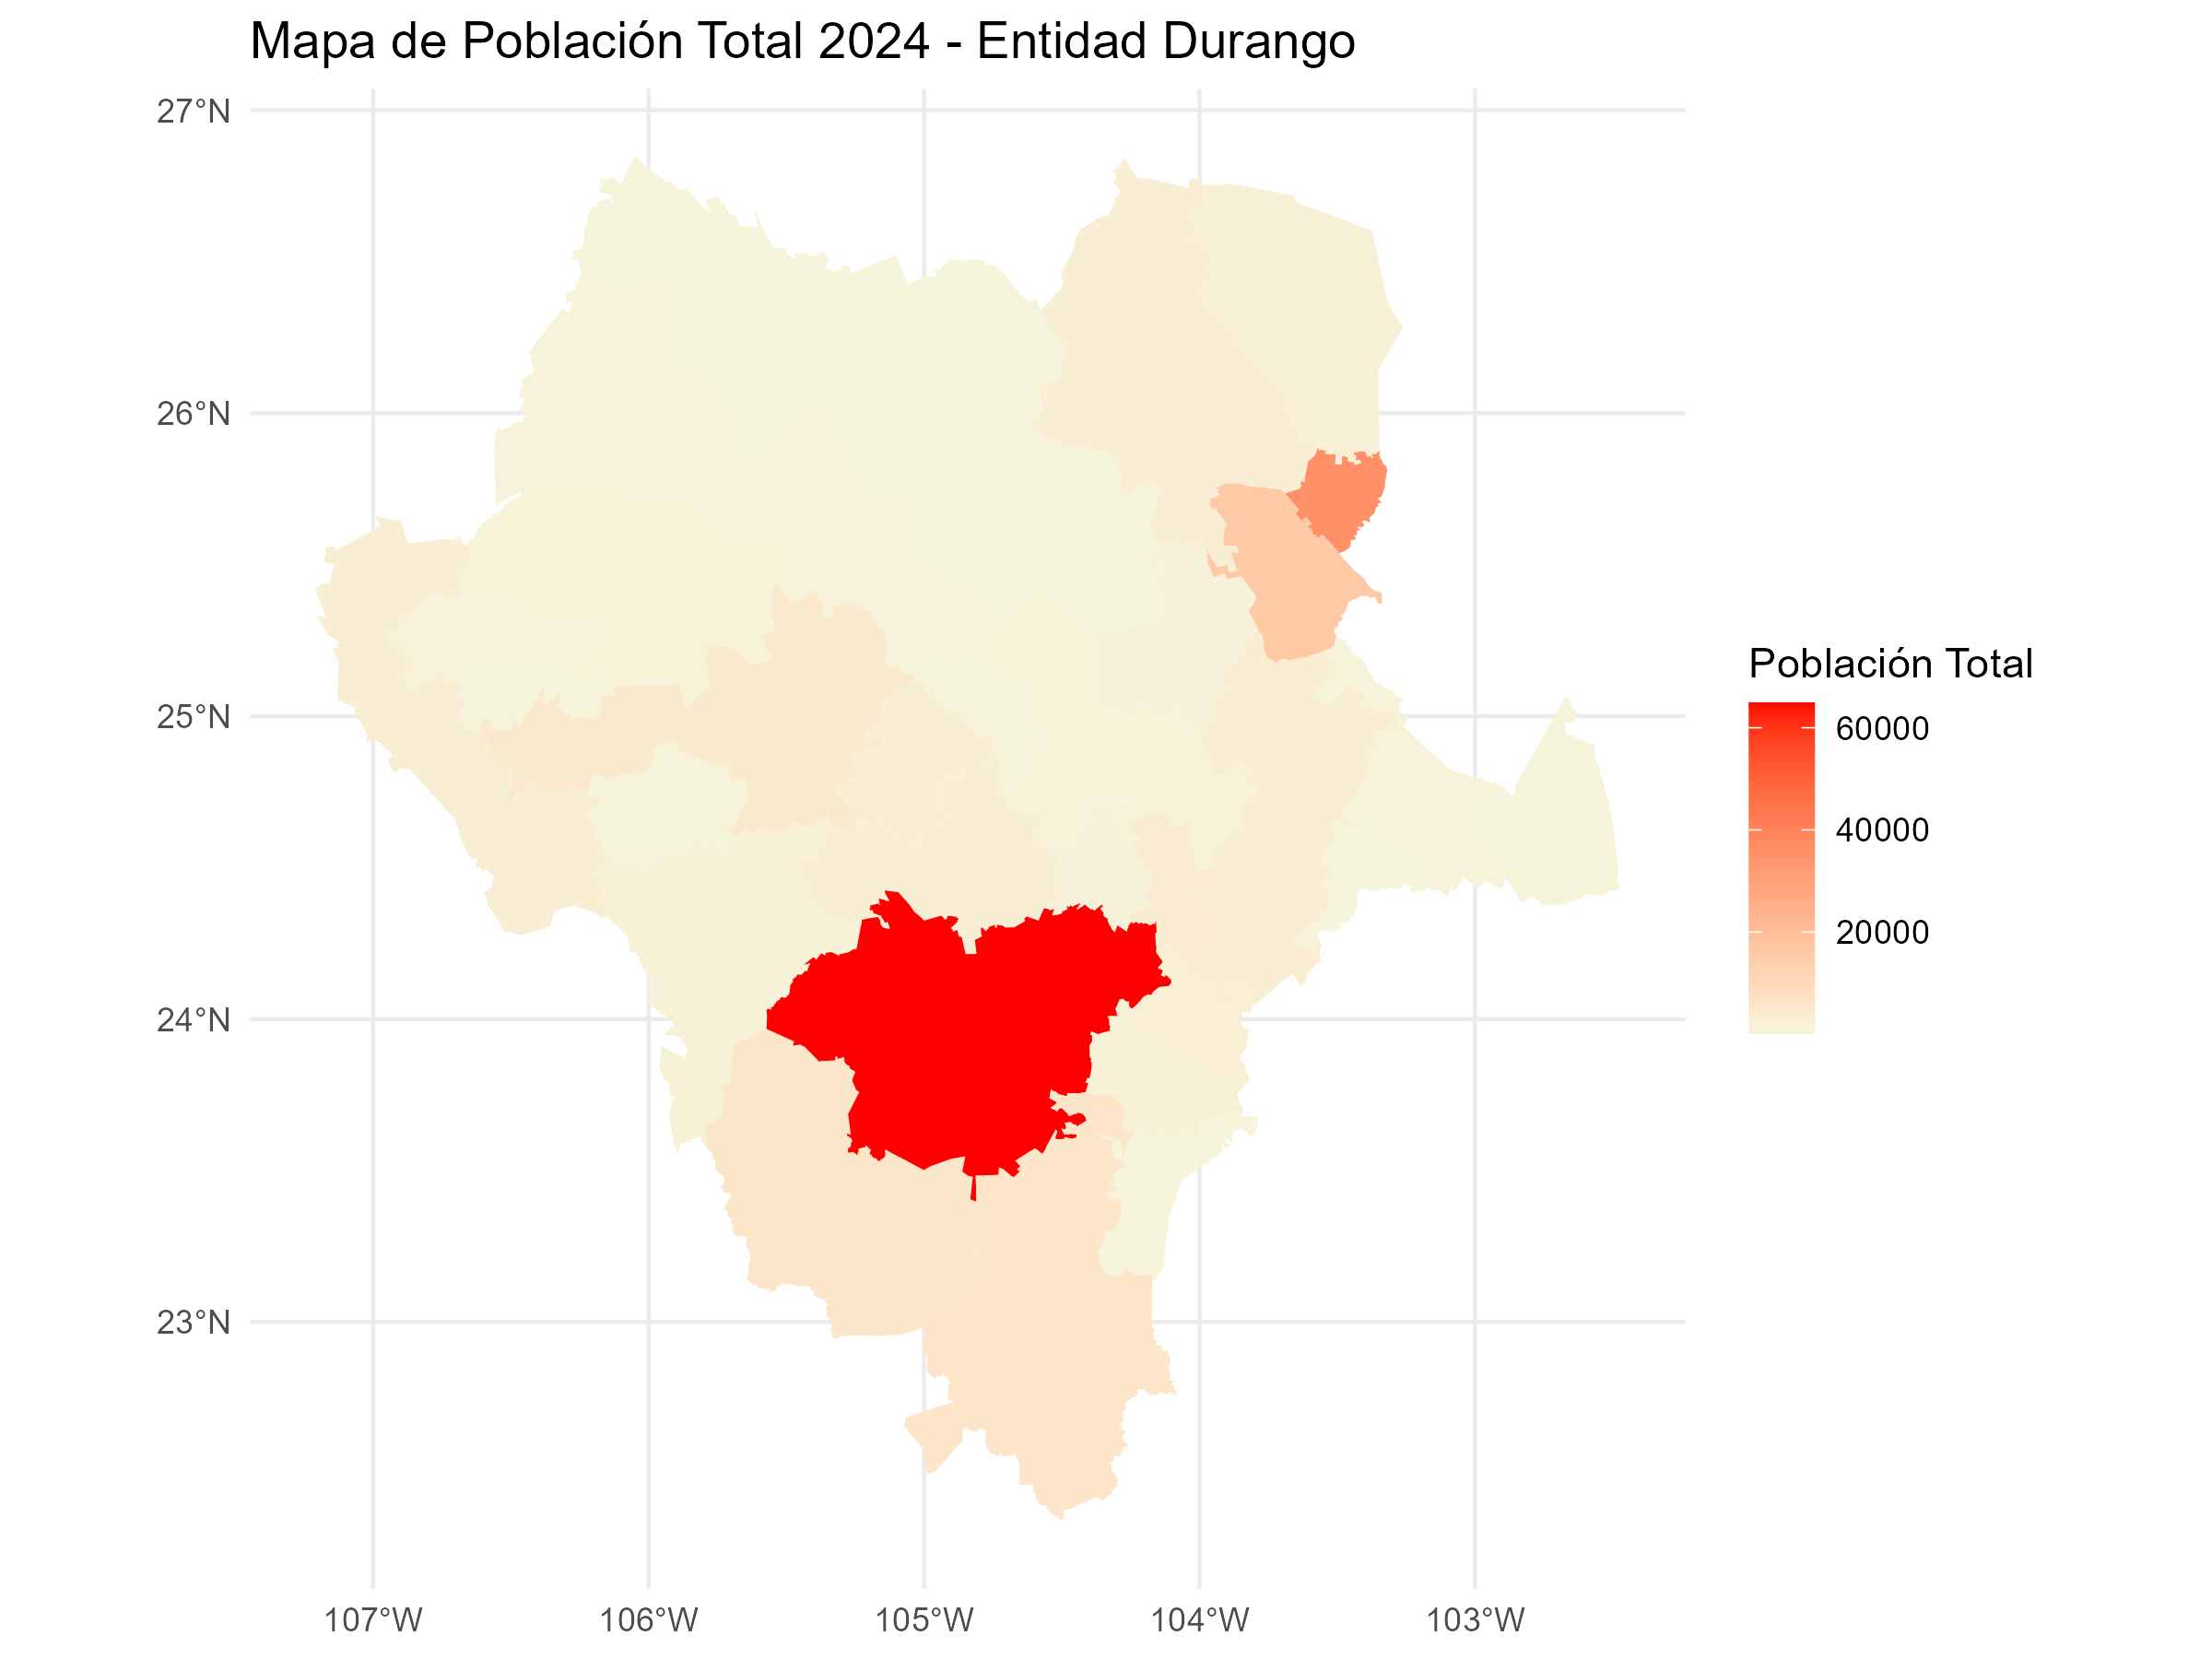 Mapa de Población Total 2024 - Entidad Durango
27°N
26°N
25°N
24°N
23°N
107°W
106°W
105°W
104°W
103°W
Población Total
60000
40000
20000